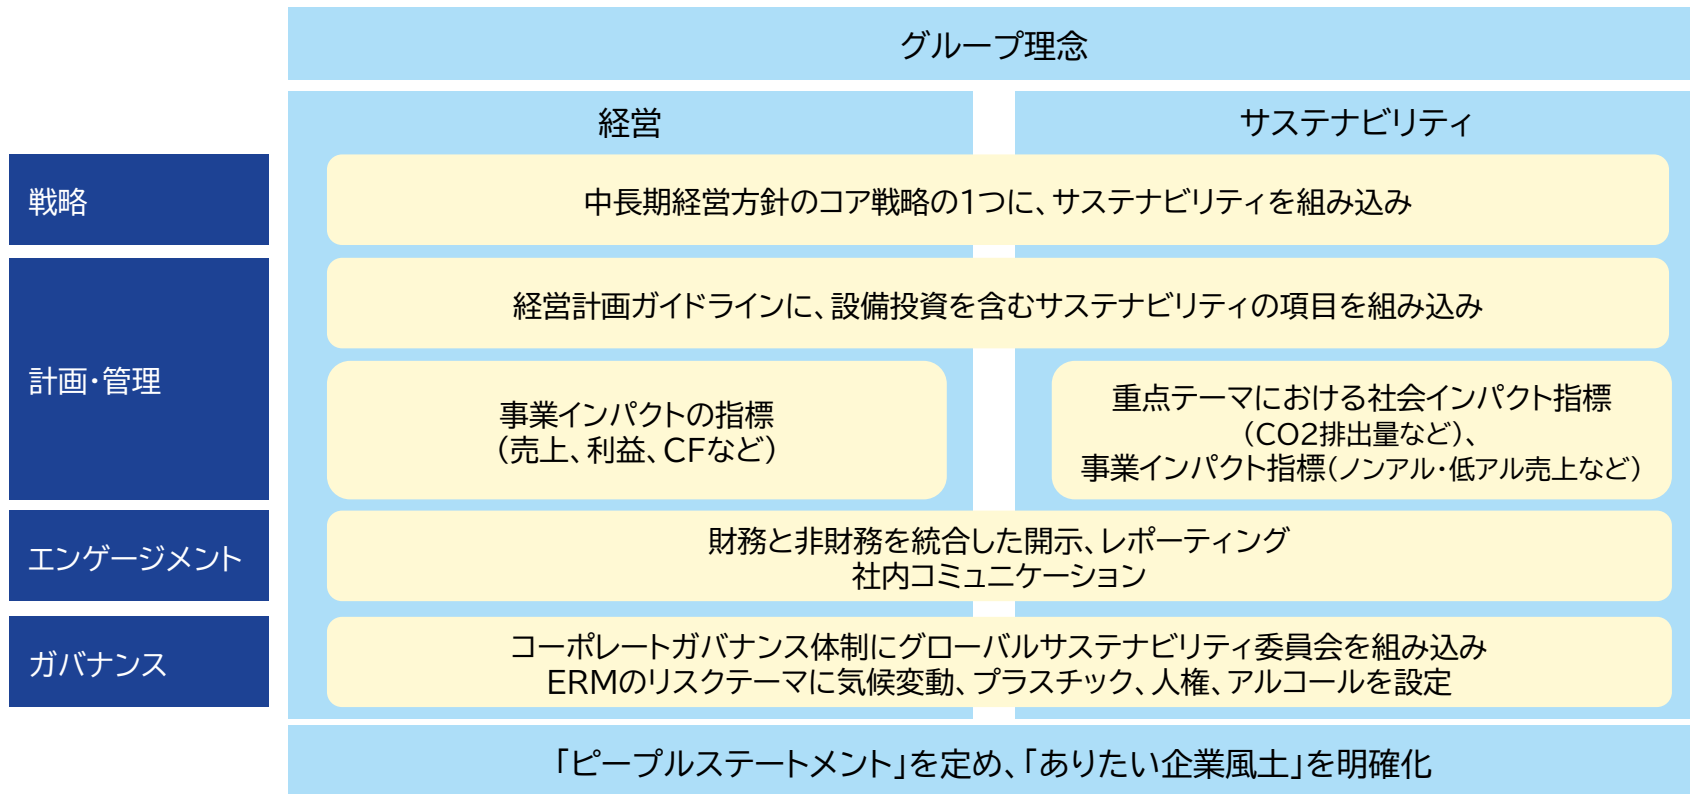 グループ理念
経営
サステナビリティ
戦略
中長期経営方針のコア戦略の1つに、サステナビリティを組み込み
計画・管理
経営計画ガイドラインに、設備投資を含むサステナビリティの項目を組み込み
事業インパクトの指標
（売上、利益、CFなど）
重点テーマにおける社会インパクト指標
（CO2排出量など）、
事業インパクト指標（ノンアル・低アル売上など）
エンゲージメント
財務と非財務を統合した開示、レポーティング
社内コミュニケーション
ガバナンス
コーポレートガバナンス体制にグローバルサステナビリティ委員会を組み込み
ERMのリスクテーマに気候変動、プラスチック、人権、アルコールを設定
「ピープルステートメント」を定め、「ありたい企業風土」を明確化